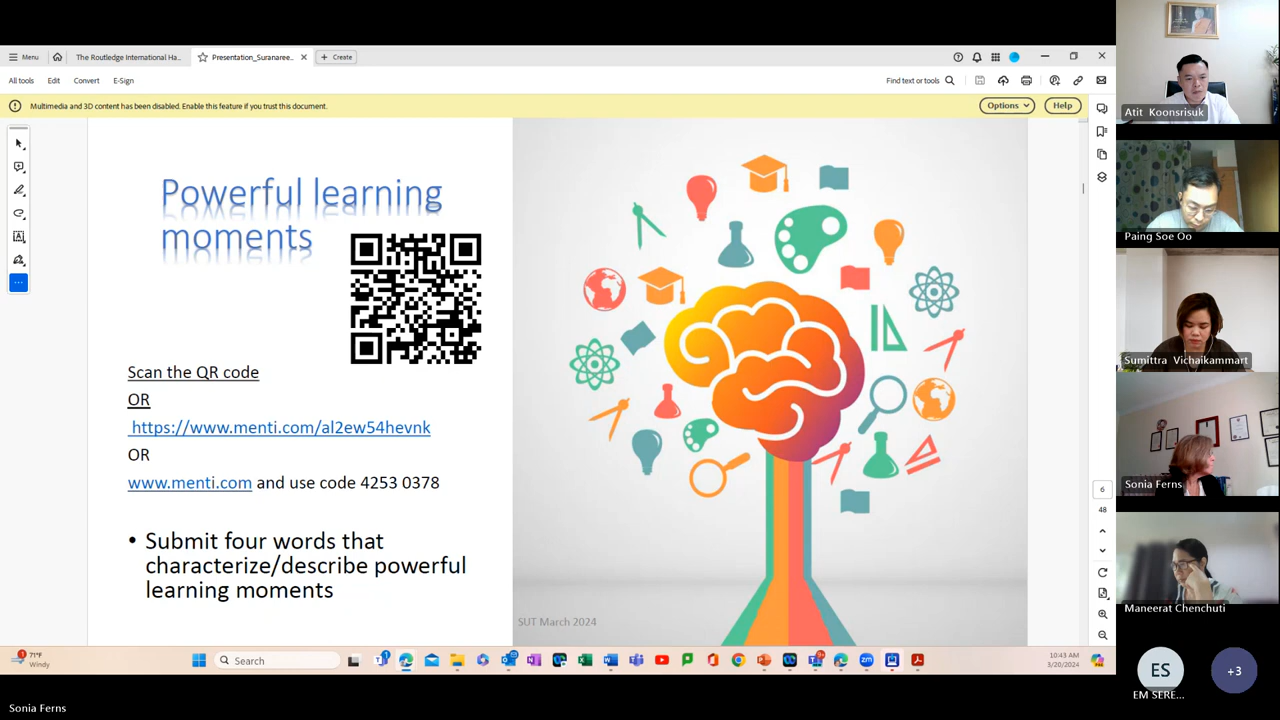 Menu
The Routledge International Ha...
Presentation_Suranaree...
Create
All tools
Edit
Convert
E-Sign
Find text or tools
Multimedia and 3D content has been disabled. Enable this feature if you trust this document.
Options
Help
Powerful learning
moments
Scan the QR code
OR
https://www.menti.com/al2ew54hevnk
OR
www.menti.com and use code 4253 0378
• Submit four words that
characterize/describe powerful
learning moments
SUT March 2024
6
48
71°F
Windy
Search
10:43 AM
3/20/2024
Atit Koonsrisuk
Paing Soe Oo
Sumittra Vichaikammart
Sonia Ferns
Maneerat Chenchuti
ES
EM SERE...
+3
Sonia Ferns